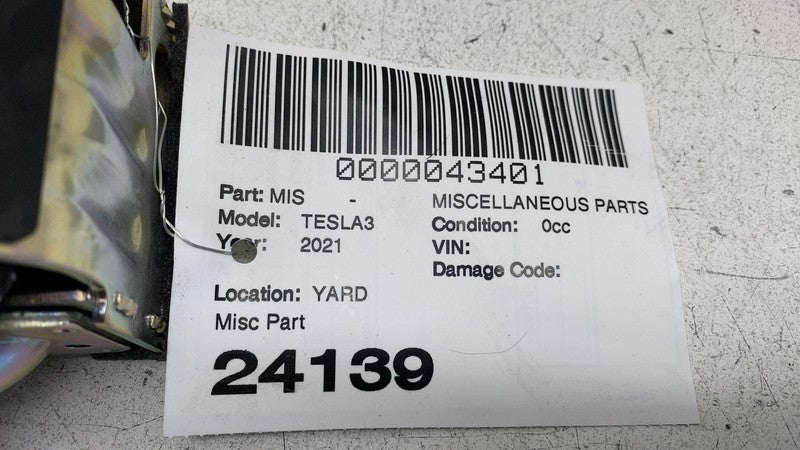 0000043401
Part: MIS - MISCELLANEOUS PARTS
Model: TESLA3 Condition: 0cc
Year: 2021 VIN:
Damage Code:
Location: YARD
Misc Part
24139